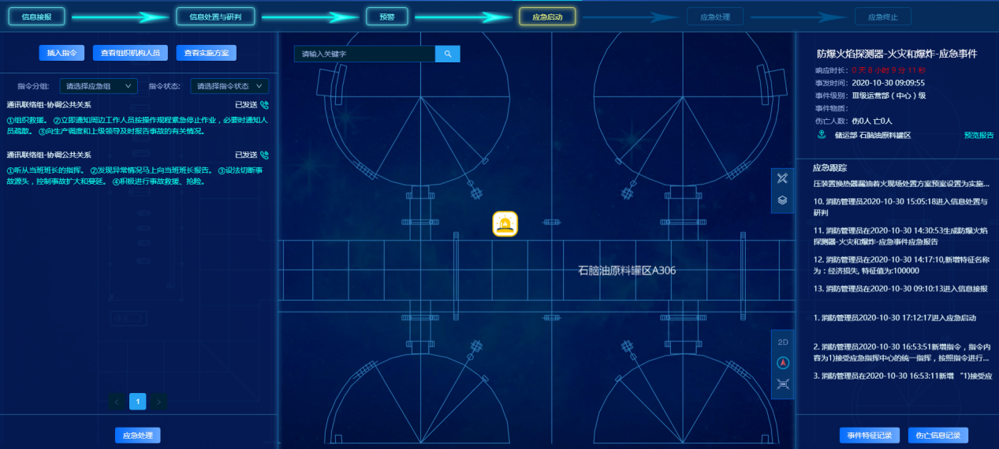 信息接报
信息处置与研判
预警
应急启动
应急处理
应急终止
插入指令
查看组织机构人员
查看实施方案
指令分组:
请选择应急组
指令状态:
请选择指令状态
通讯联络组-协调公共关系
已发送
①组织救援。 ②立即通知周边工作人员按操作规程紧急停止作业，必要时通知人
员疏散。 ③向生产调度和上级领导及时报告事故的有关情况。
通讯联络组-协调公共关系
已发送
①听从当班班长的指挥。 ②发现异常情况马上向当班班长报告。 ③设法切断事
故源头，控制事故扩大和蔓延。 ④积极进行事故救援、抢险。
<
1
>
应急处理
请输入关键字
石脑油原料罐区A306
2D
防爆火焰探测器-火灾和爆炸-应急事件
响应时长: 0 天 8 小时 9 分 11 秒
事发时间: 2020-10-30 09:09:55
事件级别: Ⅲ级运营部（中心）级
事件物质:
伤亡人数: 伤0人 亡0人
储运部 石脑油原料罐区
预览报告
应急跟踪
压装置换热器漏油着火现场处置方案预案设置为实施...
10. 消防管理员2020-10-30 15:05:18进入信息处置与
研判
11. 消防管理员在2020-10-30 14:30:53生成防爆火焰
探测器-火灾和爆炸-应急事件应急报告
12. 消防管理员在2020-10-30 14:17:10,新增特征名称
为：经济损失, 特征值为:100000
13. 消防管理员在2020-10-30 09:10:13进入信息接报
1. 消防管理员2020-10-30 17:12:17进入应急启动
2. 消防管理员2020-10-30 16:53:51新增指令，指令内
容为1)接受应急指挥中心的统一指挥，按照指令进行...
3. 消防管理员在2020-10-30 16:53:11新增 “1)接受应
事件特征记录
伤亡信息记录